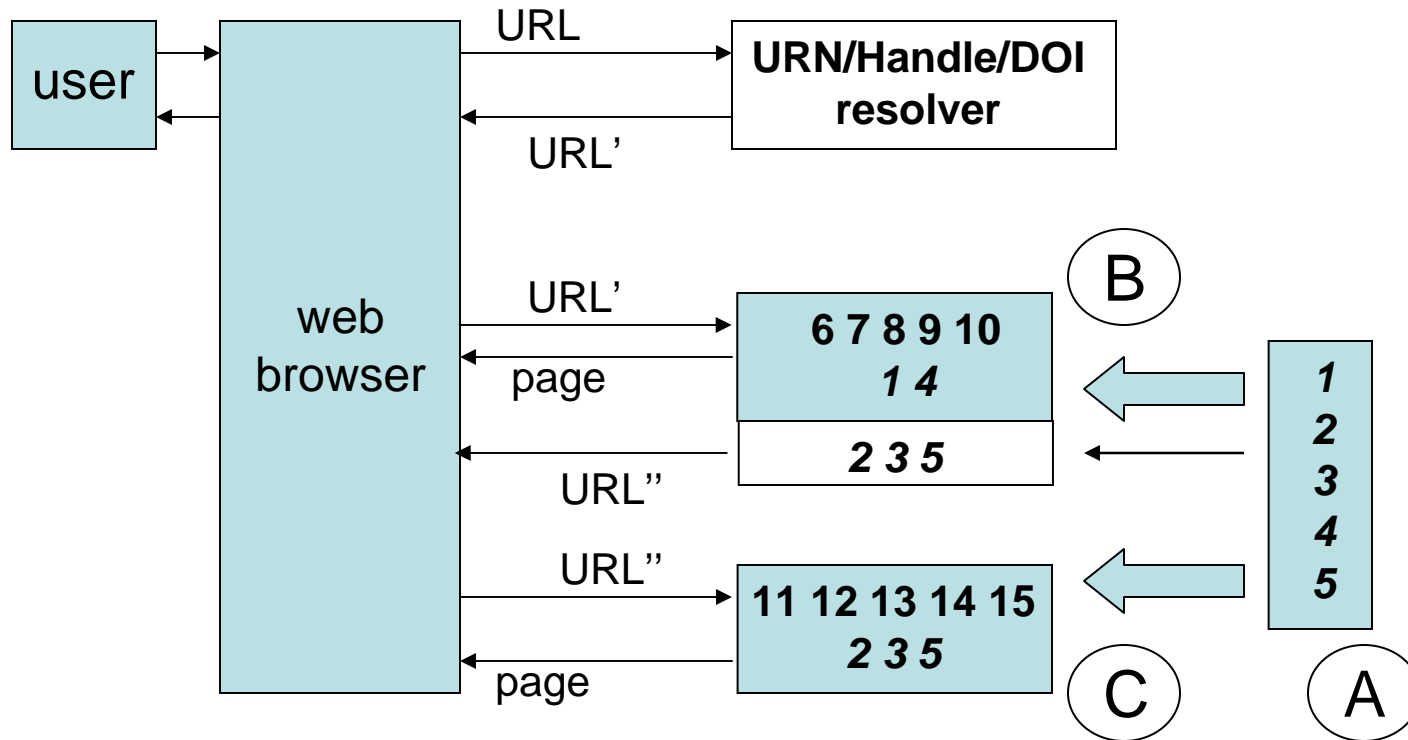 user
web
browser
URL
URN/Handle/DOI
resolver
URL’
B
URL’
6 7 8 9 10
1 4
page
2 3 5
URL’’
1
2
3
4
5
URL’’
11 12 13 14 15
2 3 5
page
C
A